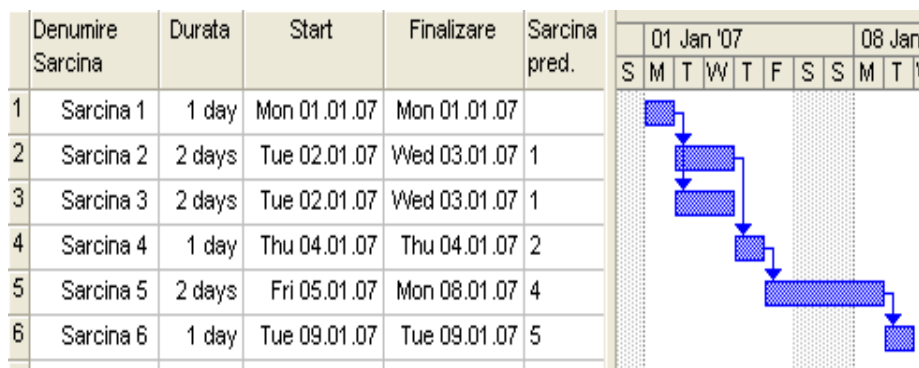 Denumire Sarcina Durata Start Finalizare Sarcina pred.
01 Jan '07 08 Jan
S M T W T F S S M T
1 Sarcina 1 1 day Mon 01.01.07 Mon 01.01.07
2 Sarcina 2 2 days Tue 02.01.07 Wed 03.01.07 1
3 Sarcina 3 2 days Tue 02.01.07 Wed 03.01.07 1
4 Sarcina 4 1 day Thu 04.01.07 Thu 04.01.07 2
5 Sarcina 5 2 days Fri 05.01.07 Mon 08.01.07 4
6 Sarcina 6 1 day Tue 09.01.07 Tue 09.01.07 5